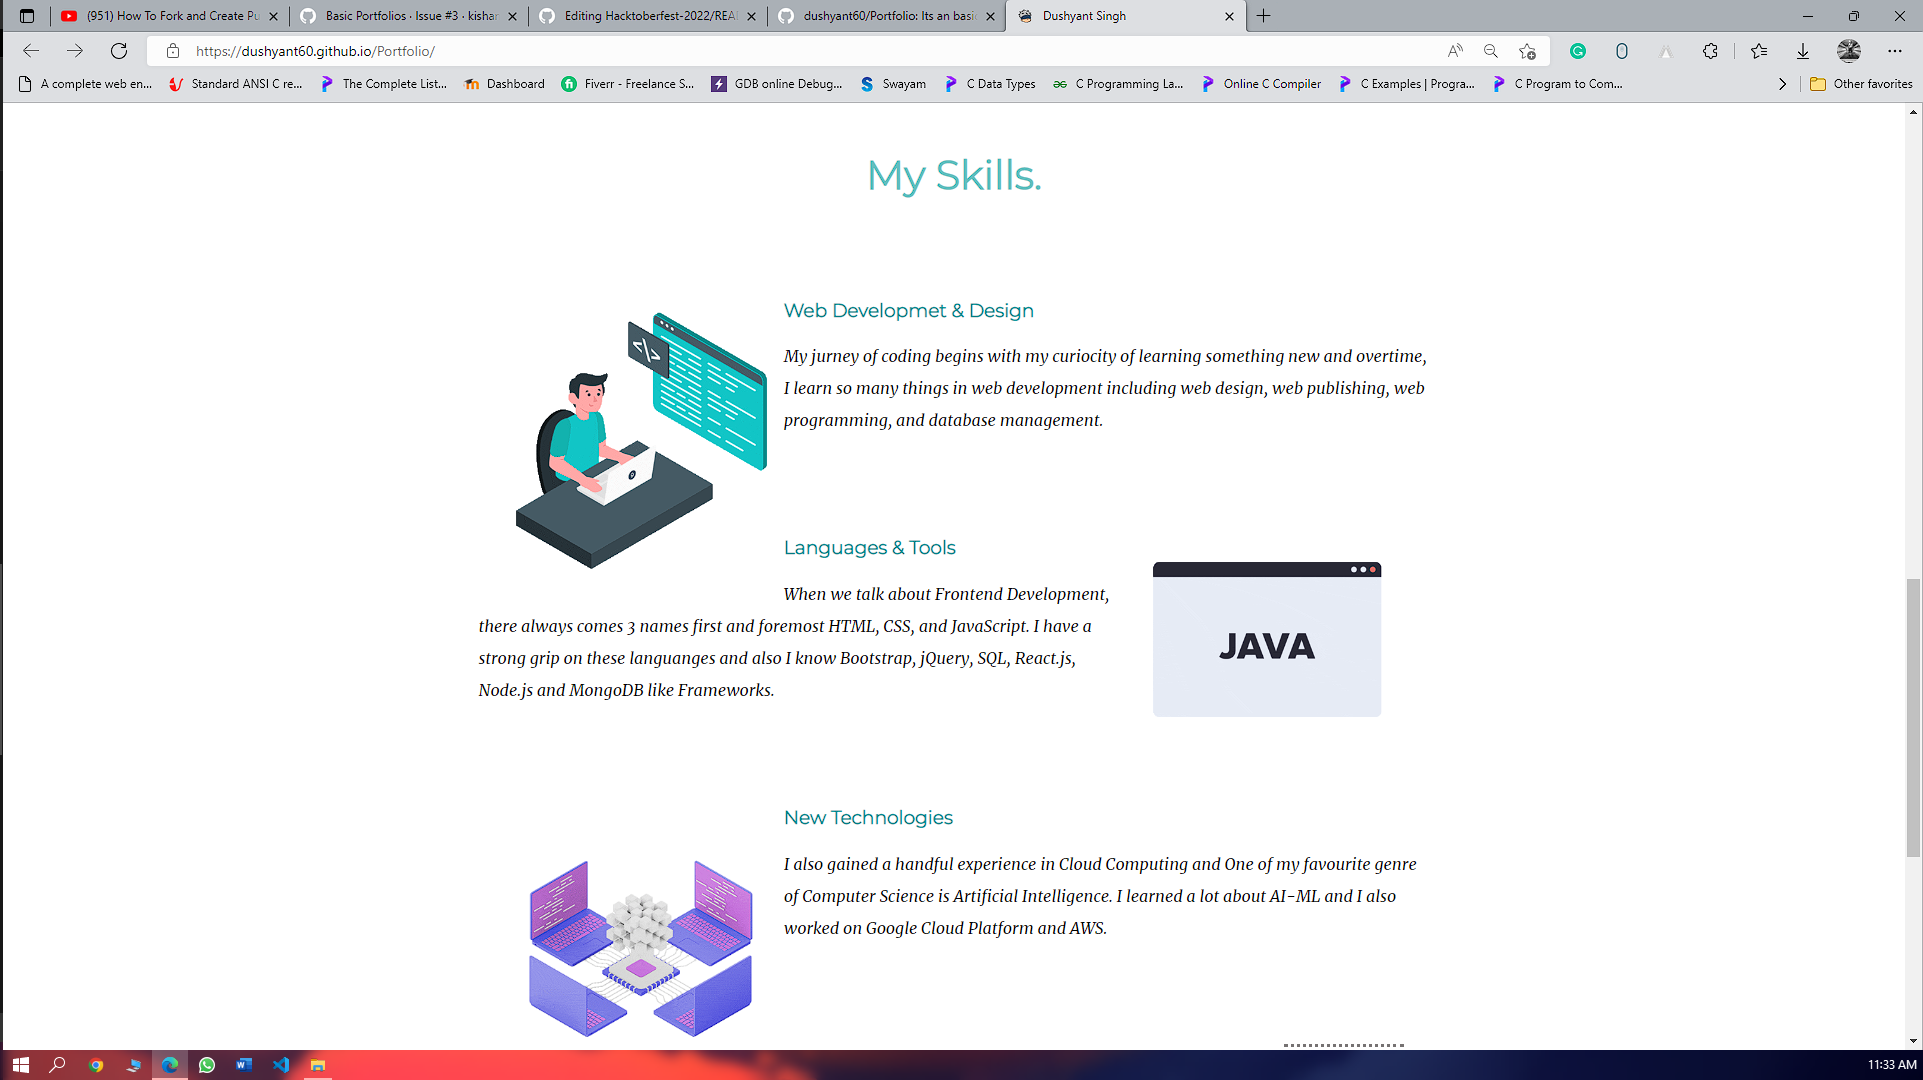 (951) How To Fork and Create Pu
Basic Portfolios · Issue #3 · kishan
Editing Hacktoberfest-2022/REA
dushyant60/Portfolio: Its an basic
Dushyant Singh
https://dushyant60.github.io/Portfolio/
A complete web en...
Standard ANSI C re...
The Complete List...
Dashboard
Fiverr - Freelance S...
GDB online Debug...
Swayam
C Data Types
C Programming La...
Online C Compiler
C Examples | Progra...
C Program to Com...
Other favorites
My Skills.
Web Developmet & Design
My jurney of coding begins with my curiocity of learning something new and overtime,
I learn so many things in web development including web design, web publishing, web
programming, and database management.
</>
Languages & Tools
When we talk about Frontend Development,
there always comes 3 names first and foremost HTML, CSS, and JavaScript. I have a
strong grip on these languanges and also I know Bootstrap, jQuery, SQL, React.js,
Node.js and MongoDB like Frameworks.
JAVA
New Technologies
I also gained a handful experience in Cloud Computing and One of my favourite genre
of Computer Science is Artificial Intelligence. I learned a lot about AI-ML and I also
worked on Google Cloud Platform and AWS.
11:33 AM